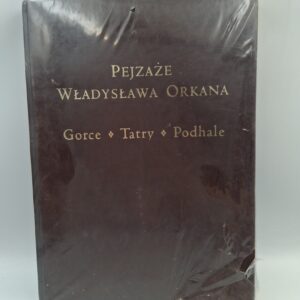 PEJZAŻE
WŁADYSŁAWA ORKANA
Gorce ❖ Tatry ❖ Podhale